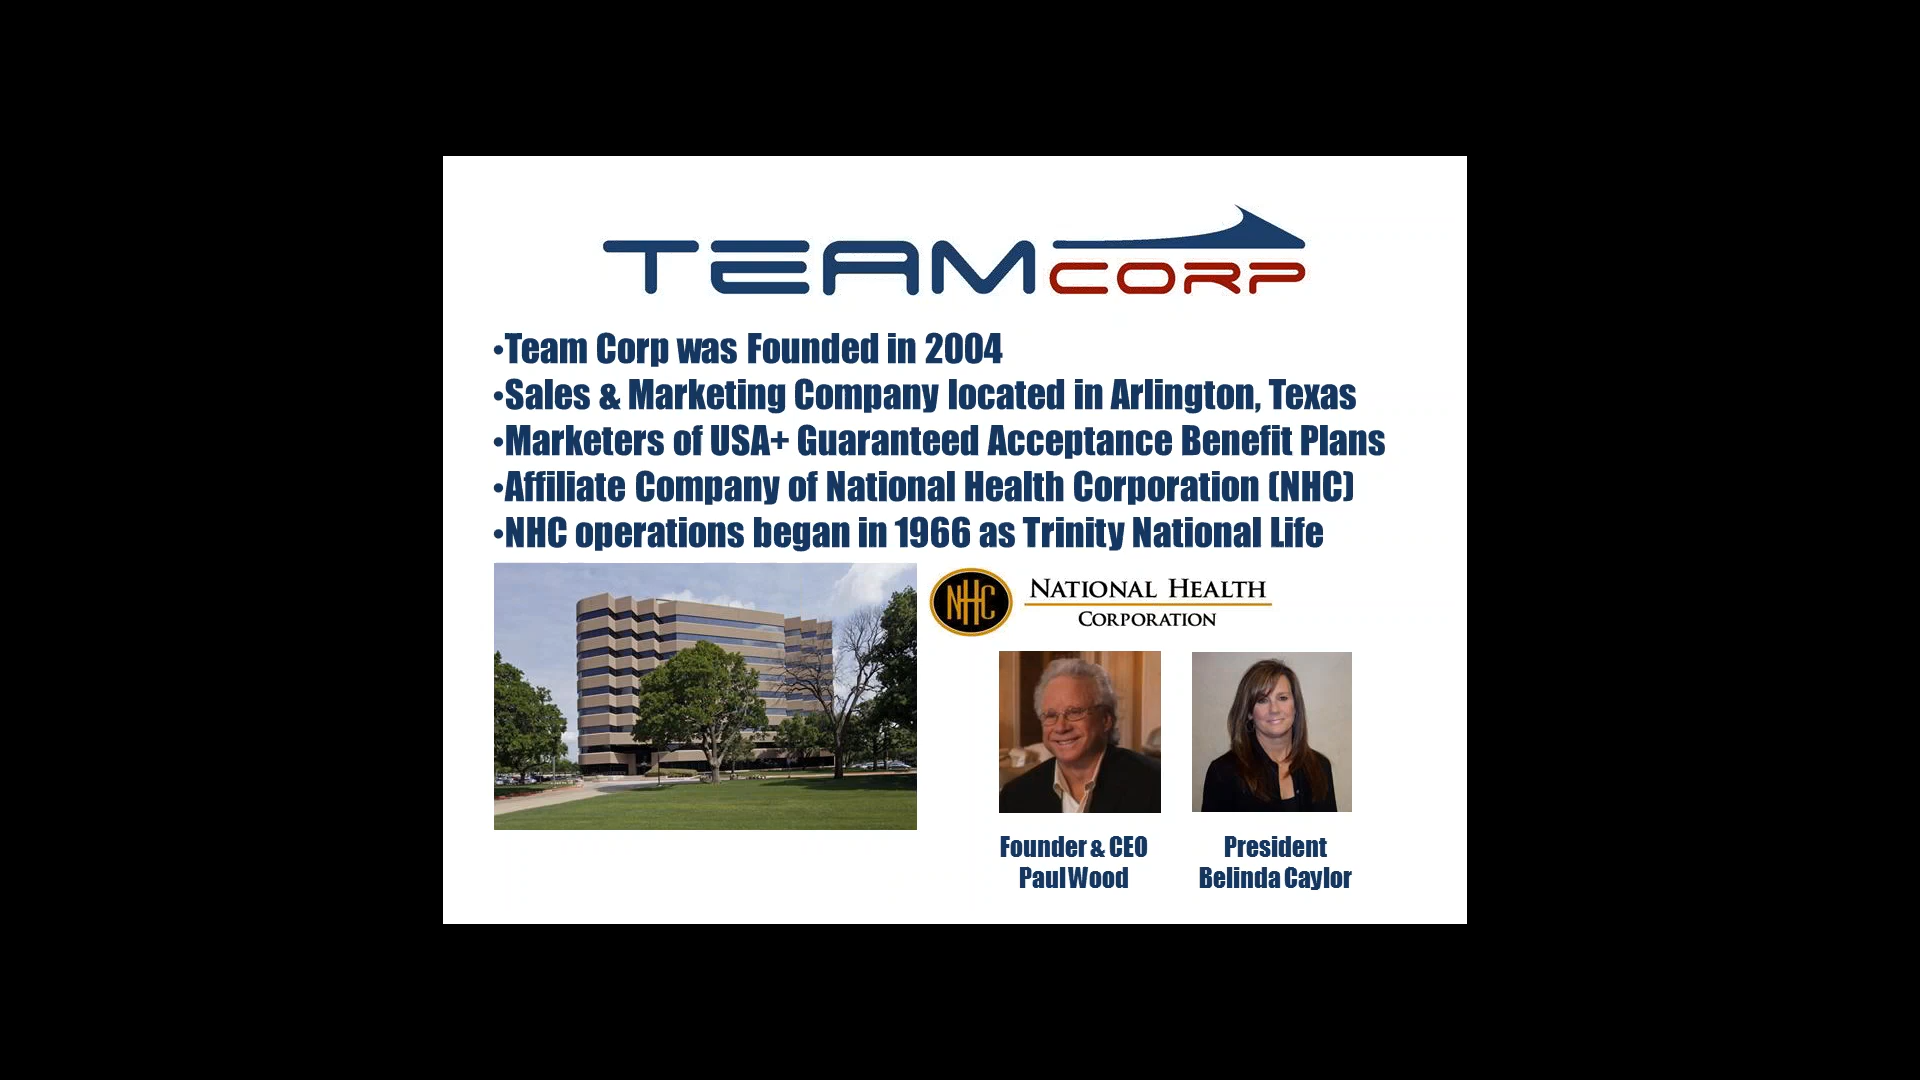 TEAM CORP
•Team Corp was Founded in 2004
•Sales & Marketing Company located in Arlington, Texas
•Marketers of USA+ Guaranteed Acceptance Benefit Plans
•Affiliate Company of National Health Corporation (NHC)
•NHC operations began in 1966 as Trinity National Life
NHC
NATIONAL HEALTH
CORPORATION
Founder & CEO
Paul Wood
President
Belinda Caylor